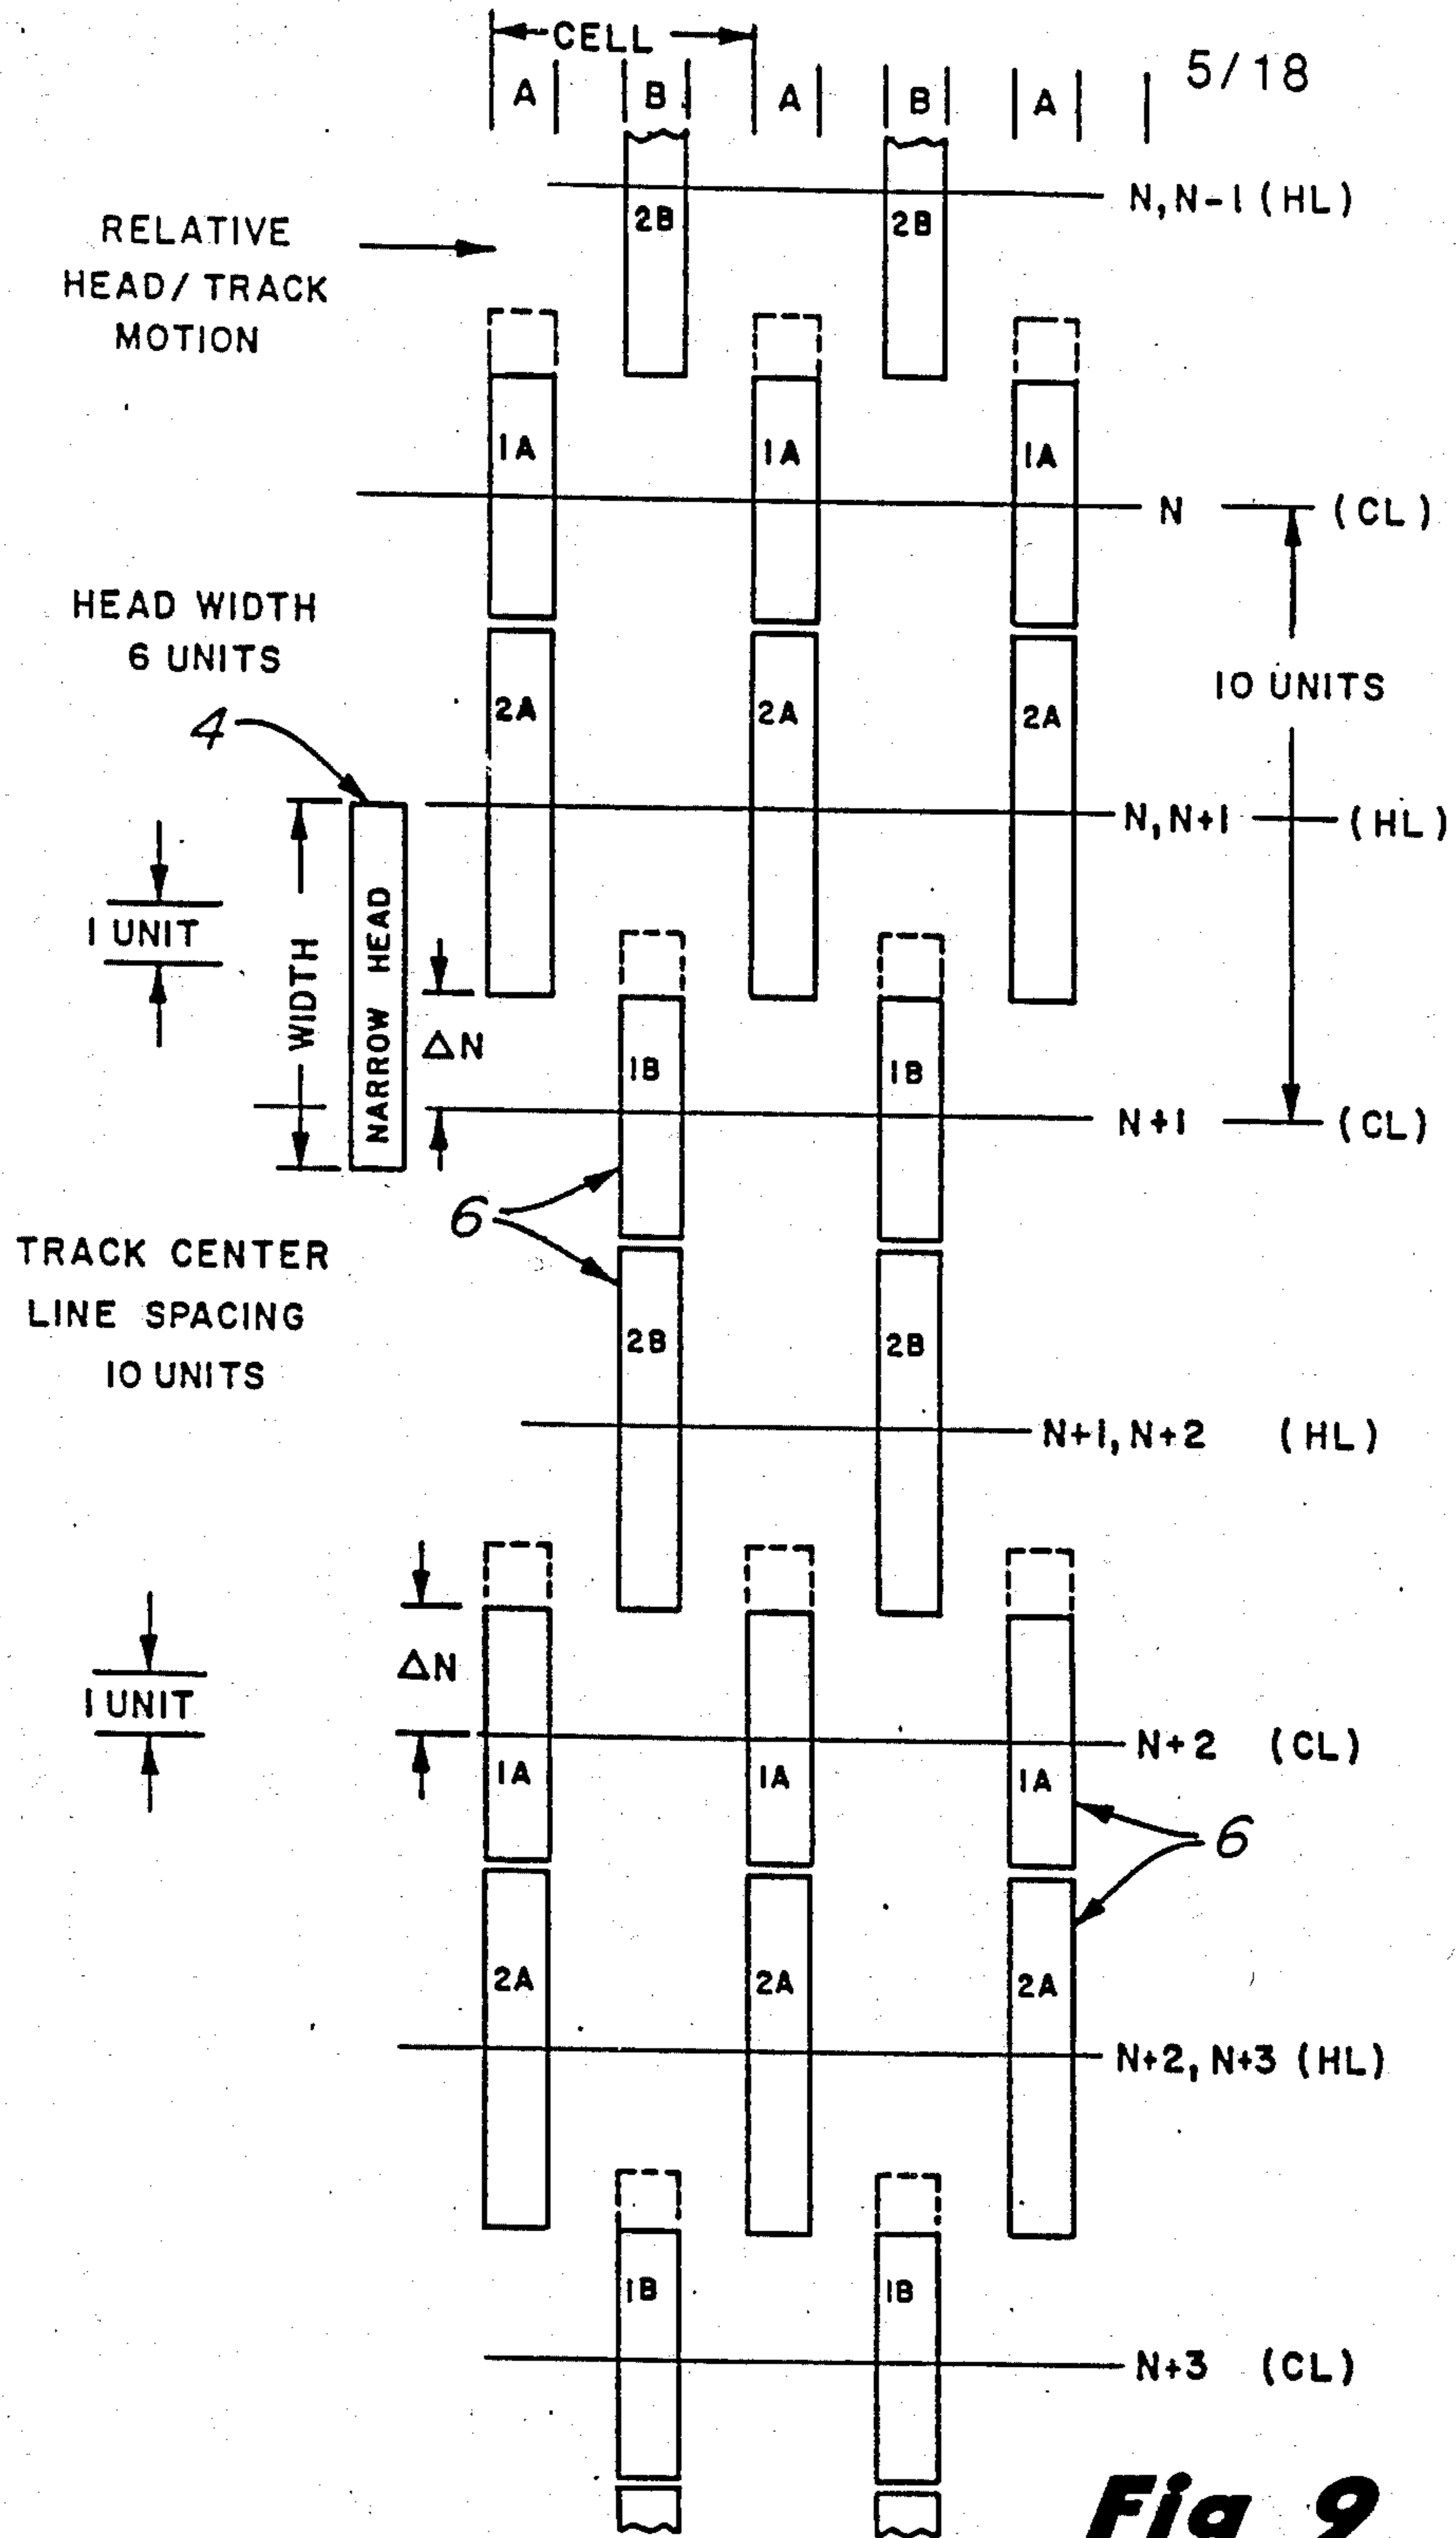 CELL
5/18
A B A B A
N, N-1 (HL)
2B 2B
RELATIVE
HEAD/ TRACK
MOTION
1A 1A 1A
N (CL)
HEAD WIDTH
6 UNITS
10 UNITS
2A 2A 2A
4
N, N+1 (HL)
1 UNIT
WIDTH
NARROW HEAD
ΔN
1B 1B
N+1 (CL)
6
TRACK CENTER
LINE SPACING
10 UNITS
2B 2B
N+1, N+2 (HL)
ΔN
1 UNIT
N+2 (CL)
1A 1A 1A
6
2A 2A 2A
N+2, N+3 (HL)
1B 1B
N+3 (CL)
Fig 9